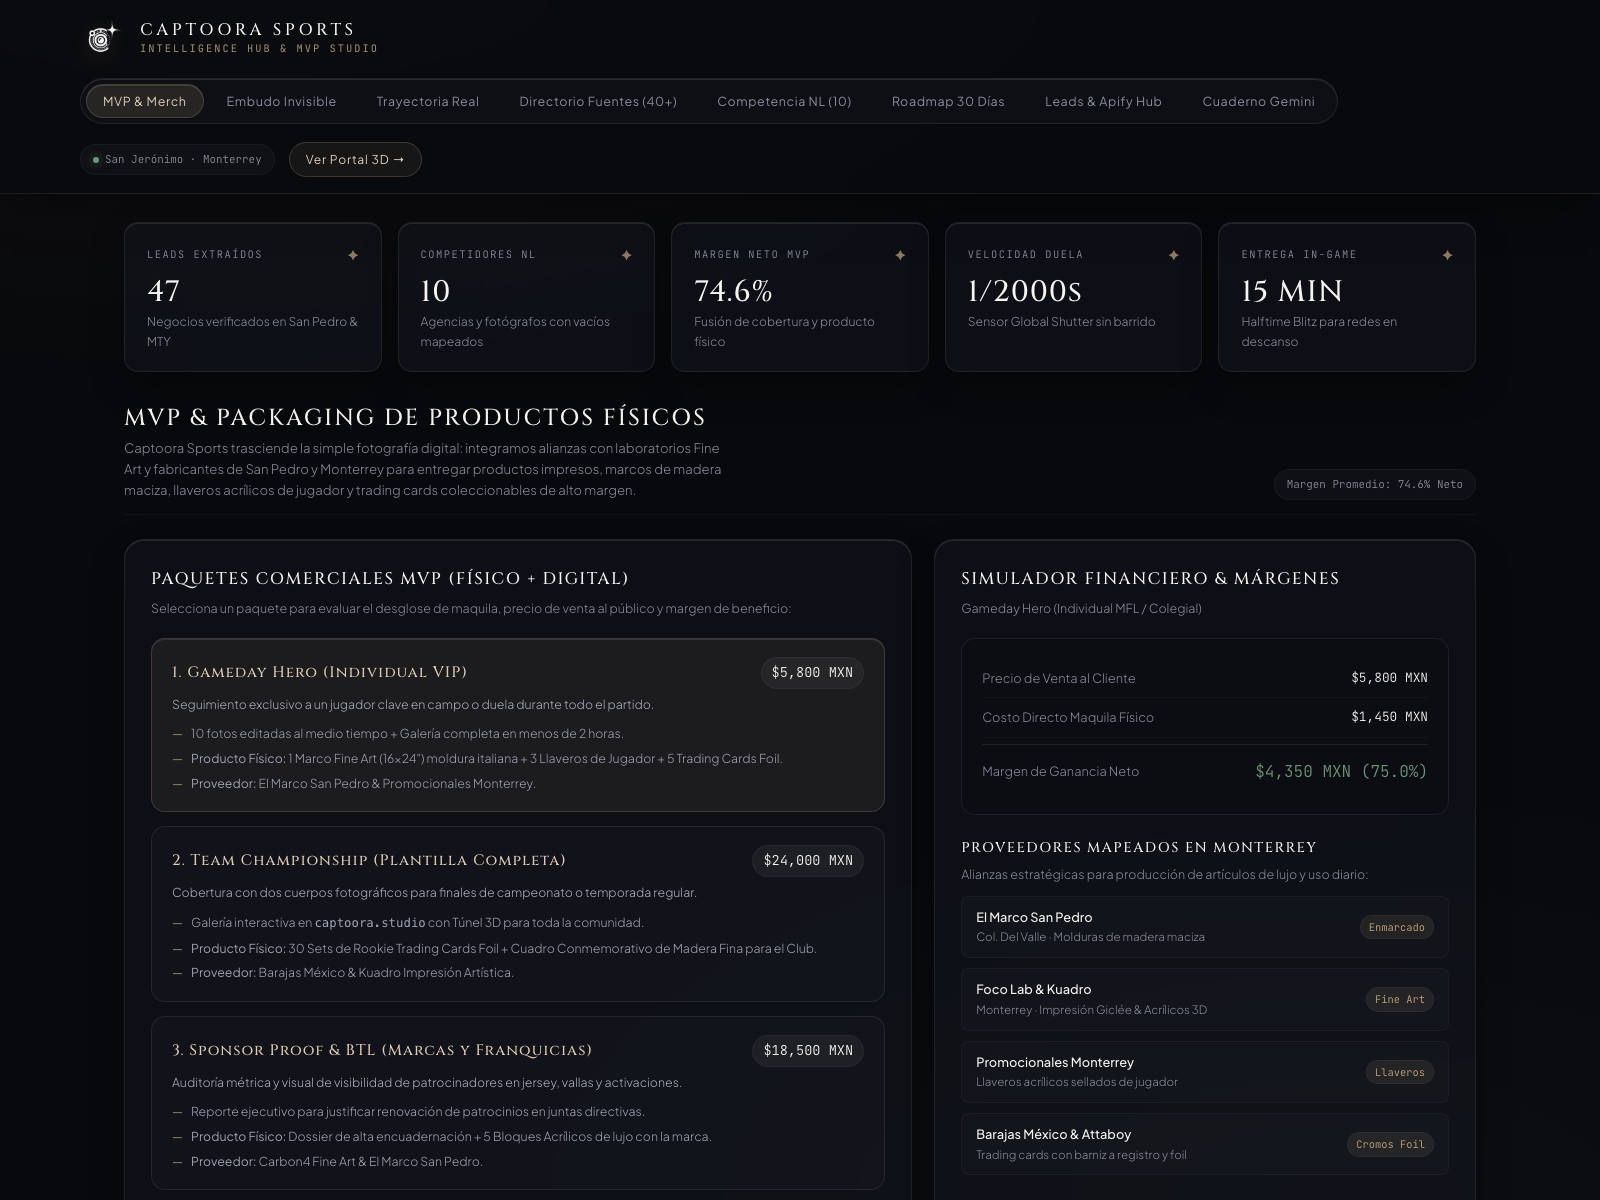 CAPTOORA SPORTS
INTELLIGENCE HUB & MVP STUDIO
MVP & Merch
Embudo Invisible
Trayectoria Real
Directorio Fuentes (40+)
Competencia NL (10)
Roadmap 30 Días
Leads & Apify Hub
Cuaderno Gemini
San Jerónimo · Monterrey
Ver Portal 3D →
LEADS EXTRAÍDOS ✦
47
Negocios verificados en San Pedro &
MTY
COMPETIDORES NL ✦
10
Agencias y fotógrafos con vacíos
mapeados
MARGEN NETO MVP ✦
74.6%
Fusión de cobertura y producto
físico
VELOCIDAD DUELA ✦
1/2000s
Sensor Global Shutter sin barrido
ENTREGA IN-GAME ✦
15 MIN
Halftime Blitz para redes en
descanso
MVP & PACKAGING DE PRODUCTOS FÍSICOS
Captoora Sports trasciende la simple fotografía digital: integramos alianzas con laboratorios Fine
Art y fabricantes de San Pedro y Monterrey para entregar productos impresos, marcos de madera
maciza, llaveros acrílicos de jugador y trading cards coleccionables de alto margen.
Margen Promedio: 74.6% Neto
PAQUETES COMERCIALES MVP (FÍSICO + DIGITAL)
Selecciona un paquete para evaluar el desglose de maquila, precio de venta al público y margen de beneficio:
1. Gameday Hero (Individual VIP)
$5,800 MXN
Seguimiento exclusivo a un jugador clave en campo o duela durante todo el partido.
— 10 fotos editadas al medio tiempo + Galería completa en menos de 2 horas.
— Producto Físico: 1 Marco Fine Art (16×24") moldura italiana + 3 Llaveros de Jugador + 5 Trading Cards Foil.
— Proveedor: El Marco San Pedro & Promocionales Monterrey.
2. Team Championship (Plantilla Completa)
$24,000 MXN
Cobertura con dos cuerpos fotográficos para finales de campeonato o temporada regular.
— Galería interactiva en captoora.studio con Túnel 3D para toda la comunidad.
— Producto Físico: 30 Sets de Rookie Trading Cards Foil + Cuadro Conmemorativo de Madera Fina para el Club.
— Proveedor: Barajas México & Kuadro Impresión Artística.
3. Sponsor Proof & BTL (Marcas y Franquicias)
$18,500 MXN
Auditoría métrica y visual de visibilidad de patrocinadores en jersey, vallas y activaciones.
— Reporte ejecutivo para justificar renovación de patrocinios en juntas directivas.
— Producto Físico: Dossier de alta encuadernación + 5 Bloques Acrílicos de lujo con la marca.
— Proveedor: Carbon4 Fine Art & El Marco San Pedro.
SIMULADOR FINANCIERO & MÁRGENES
Gameday Hero (Individual MFL / Colegial)
Precio de Venta al Cliente $5,800 MXN
Costo Directo Maquila Físico $1,450 MXN
Margen de Ganancia Neto $4,350 MXN (75.0%)
PROVEEDORES MAPEADOS EN MONTERREY
Alianzas estratégicas para producción de artículos de lujo y uso diario:
El Marco San Pedro
Col. Del Valle · Molduras de madera maciza
Enmarcado
Foco Lab & Kuadro
Monterrey · Impresión Giclée & Acrílicos 3D
Fine Art
Promocionales Monterrey
Llaveros acrílicos sellados de jugador
Llaveros
Barajas México & Attaboy
Trading cards con barniz a registro y foil
Cromos Foil